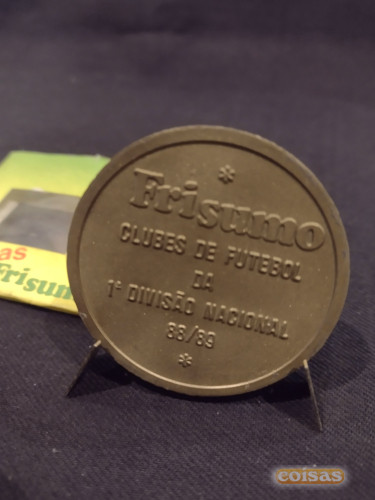 *
Frisumo
CLUBES DE FUTEBOL
DA
1ª DIVISÃO NACIONAL
88/89
*
as
Frisum
coisas